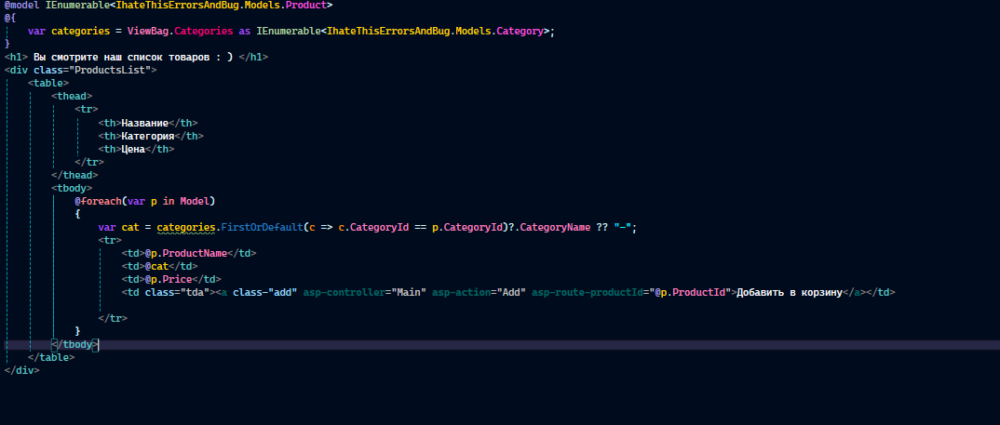 @model IEnumerable<IhateThisErrorsAndBug.Models.Product>
@{
    var categories = ViewBag.Categories as IEnumerable<IhateThisErrorsAndBug.Models.Category>;
}
<h1> Вы смотрите наш список товаров : ) </h1>
<div class="ProductsList">
    <table>
        <thead>
            <tr>
                <th>Название</th>
                <th>Категория</th>
                <th>Цена</th>
            </tr>
        </thead>
        <tbody>
            @foreach(var p in Model)
            {
                var cat = categories.FirstOrDefault(c => c.CategoryId == p.CategoryId)?.CategoryName ?? "-";
                <tr>
                    <td>@p.ProductName</td>
                    <td>@cat</td>
                    <td>@p.Price</td>
                    <td class="tda"><a class="add" asp-controller="Main" asp-action="Add" asp-route-productId="@p.ProductId">Добавить в корзину</a></td>
                </tr>
            }
        </tbody>
    </table>
</div>